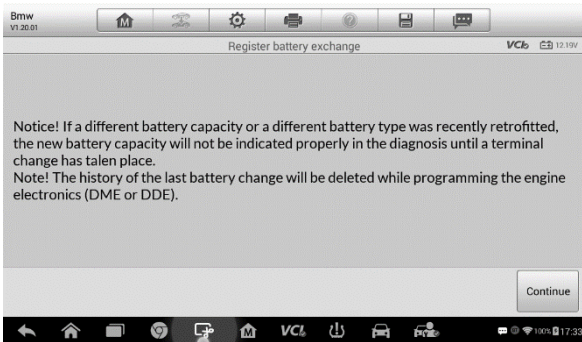 Bmw
V1.20.01
Register battery exchange
VCI
12.19V
Notice! If a different battery capacity or a different battery type was recently retrofitted,
the new battery capacity will not be indicated properly in the diagnosis until a terminal
change has talen place.
Note! The history of the last battery change will be deleted while programming the engine
electronics (DME or DDE).
Continue
VCI
100%
17:33